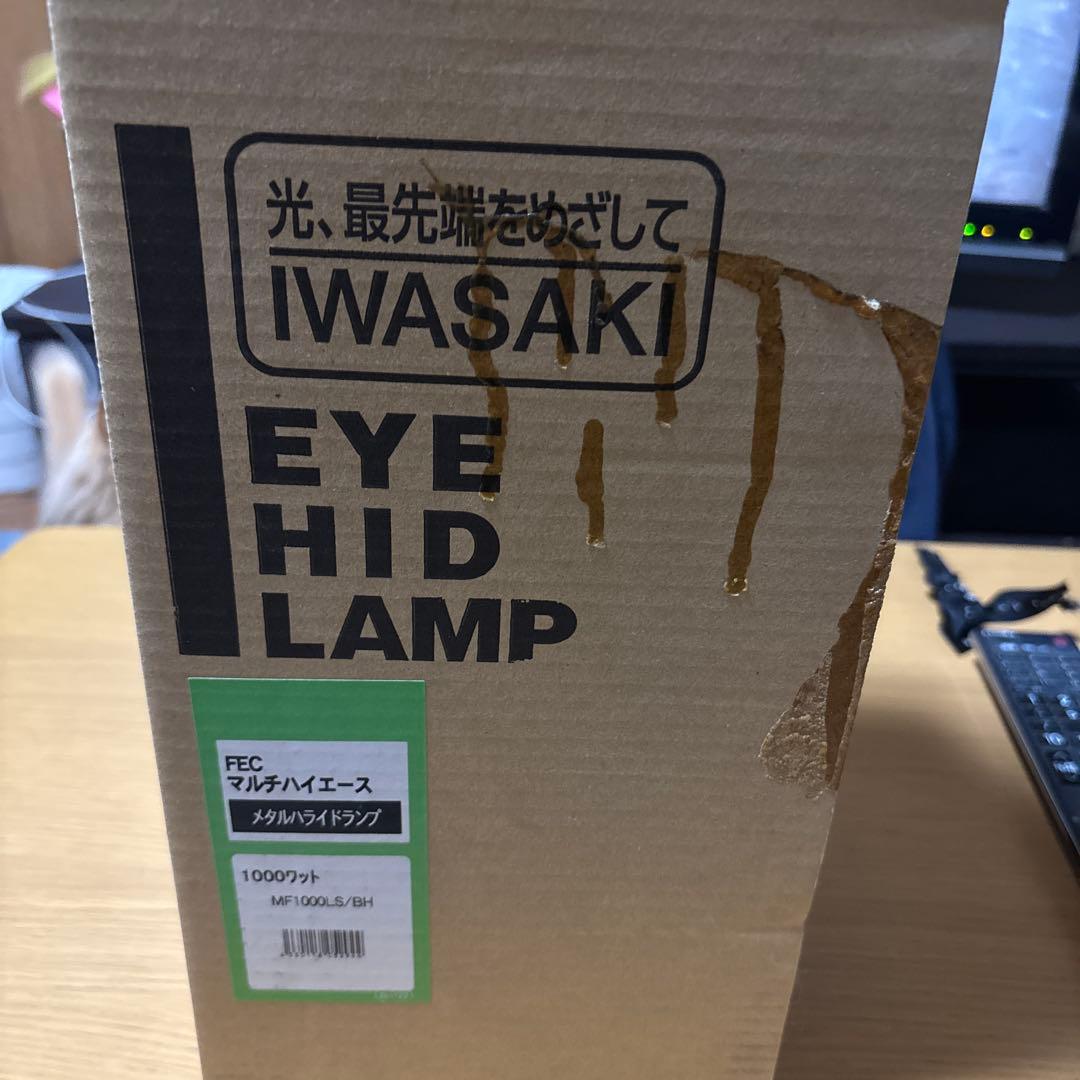 光、最先端をめざして
IWASAKI
EYE
HID
LAMP
FEC
マルチハイエース
メタルハライドランプ
1000ワット
MF1000LS/BH